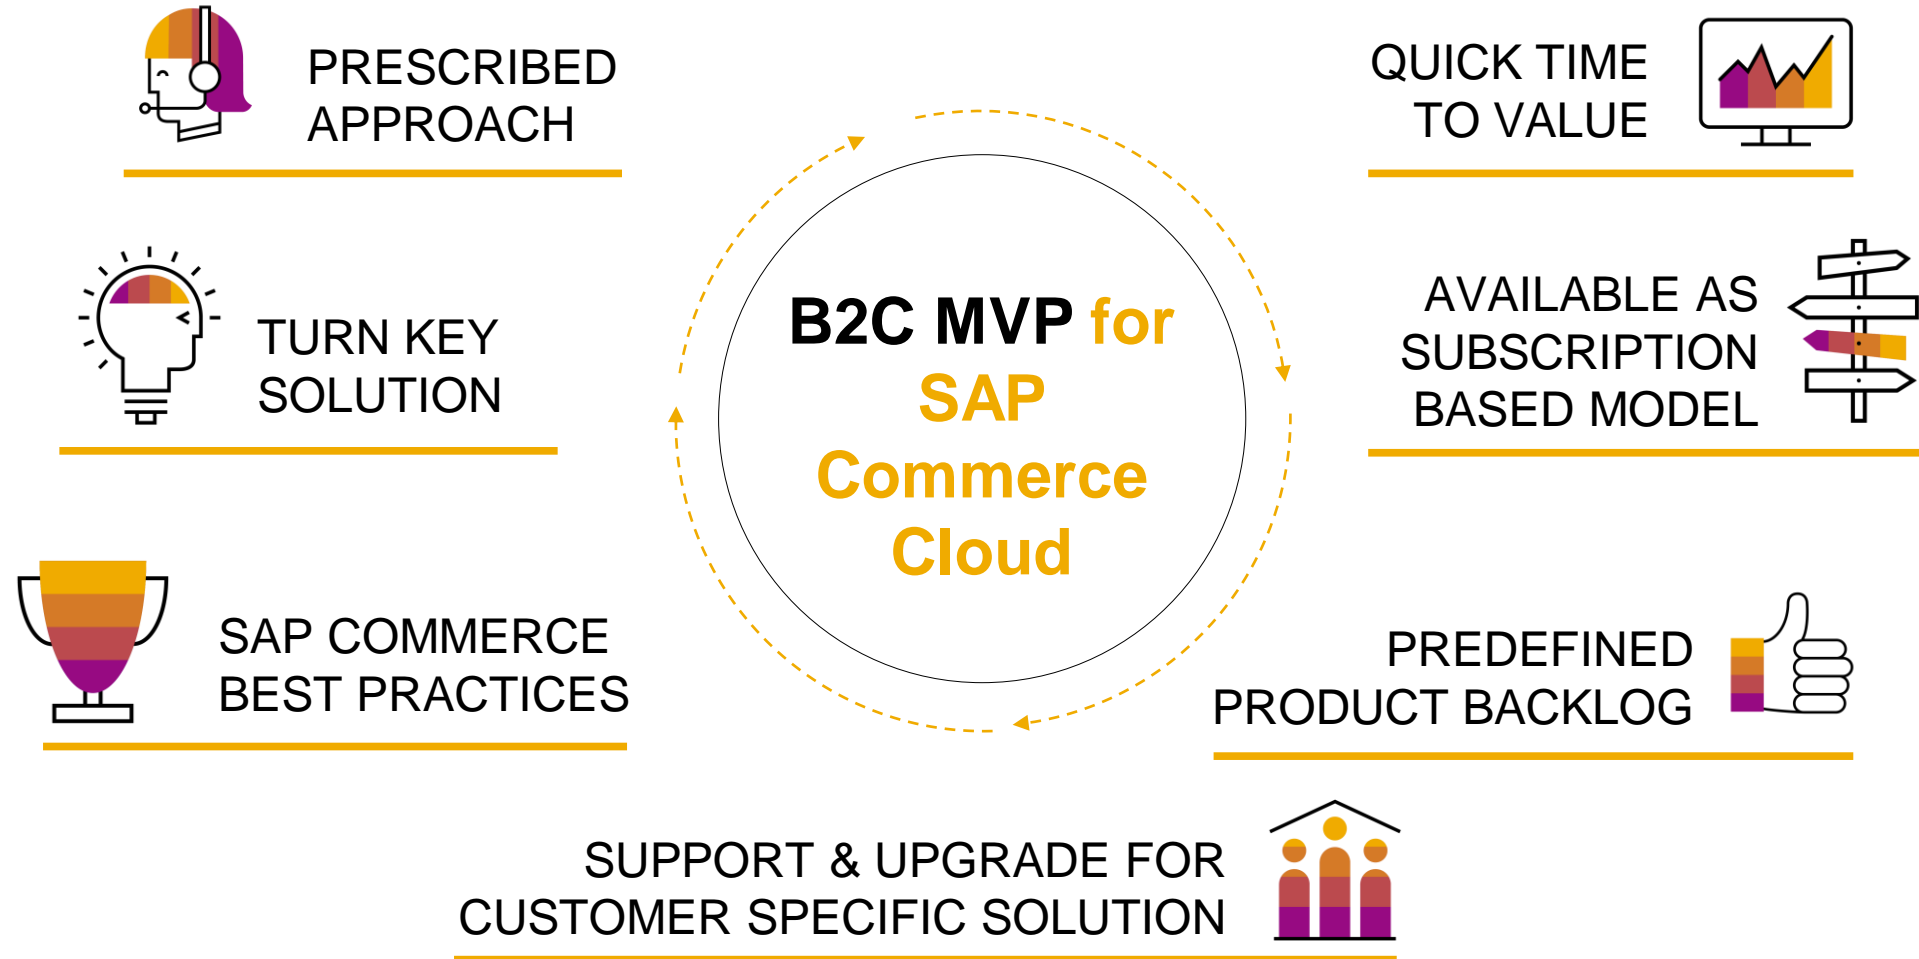 PRESCRIBED
APPROACH
TURN KEY
SOLUTION
SAP COMMERCE
BEST PRACTICES
B2C MVP for
SAP
Commerce
Cloud
QUICK TIME
TO VALUE
AVAILABLE AS
SUBSCRIPTION
BASED MODEL
PREDEFINED
PRODUCT BACKLOG
SUPPORT & UPGRADE FOR
CUSTOMER SPECIFIC SOLUTION